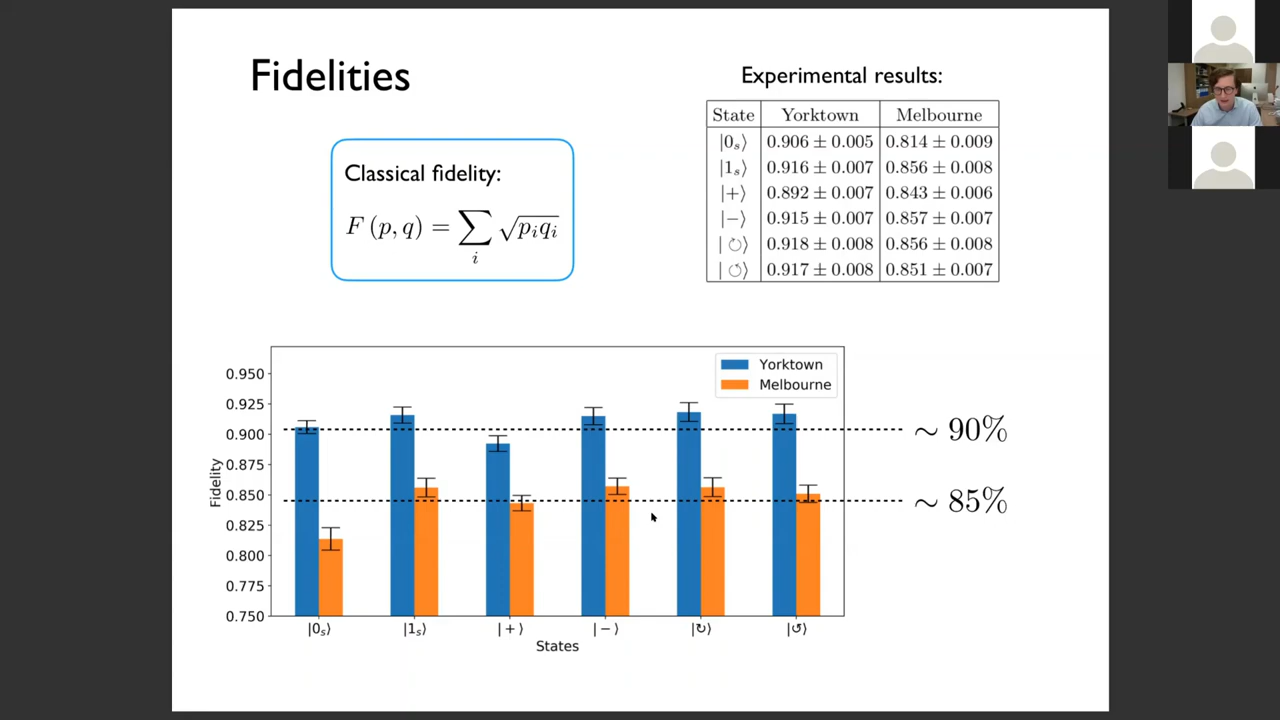 Fidelities
Classical fidelity:
F (p, q) = ∑ᵢ √pᵢqᵢ
Experimental results:
State Yorktown Melbourne
|0ₛ⟩ 0.906 ± 0.005 0.814 ± 0.009
|1ₛ⟩ 0.916 ± 0.007 0.856 ± 0.008
|+⟩ 0.892 ± 0.007 0.843 ± 0.006
|−⟩ 0.915 ± 0.007 0.857 ± 0.007
|↻⟩ 0.918 ± 0.008 0.856 ± 0.008
|↺⟩ 0.917 ± 0.008 0.851 ± 0.007
Yorktown
Melbourne
0.950
0.925
0.900
0.875
0.850
0.825
0.800
0.775
0.750
Fidelity
|0ₛ⟩ |1ₛ⟩ |+⟩ |−⟩ |↻⟩ |↺⟩
States
∼ 90%
∼ 85%